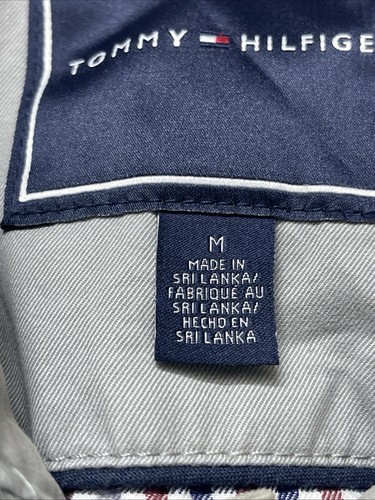 TOMMY HILFIGE
M
MADE IN
SRI LANKA/
FABRIQUÉ AU
SRI LANKA/
HECHO EN
SRI LANKA